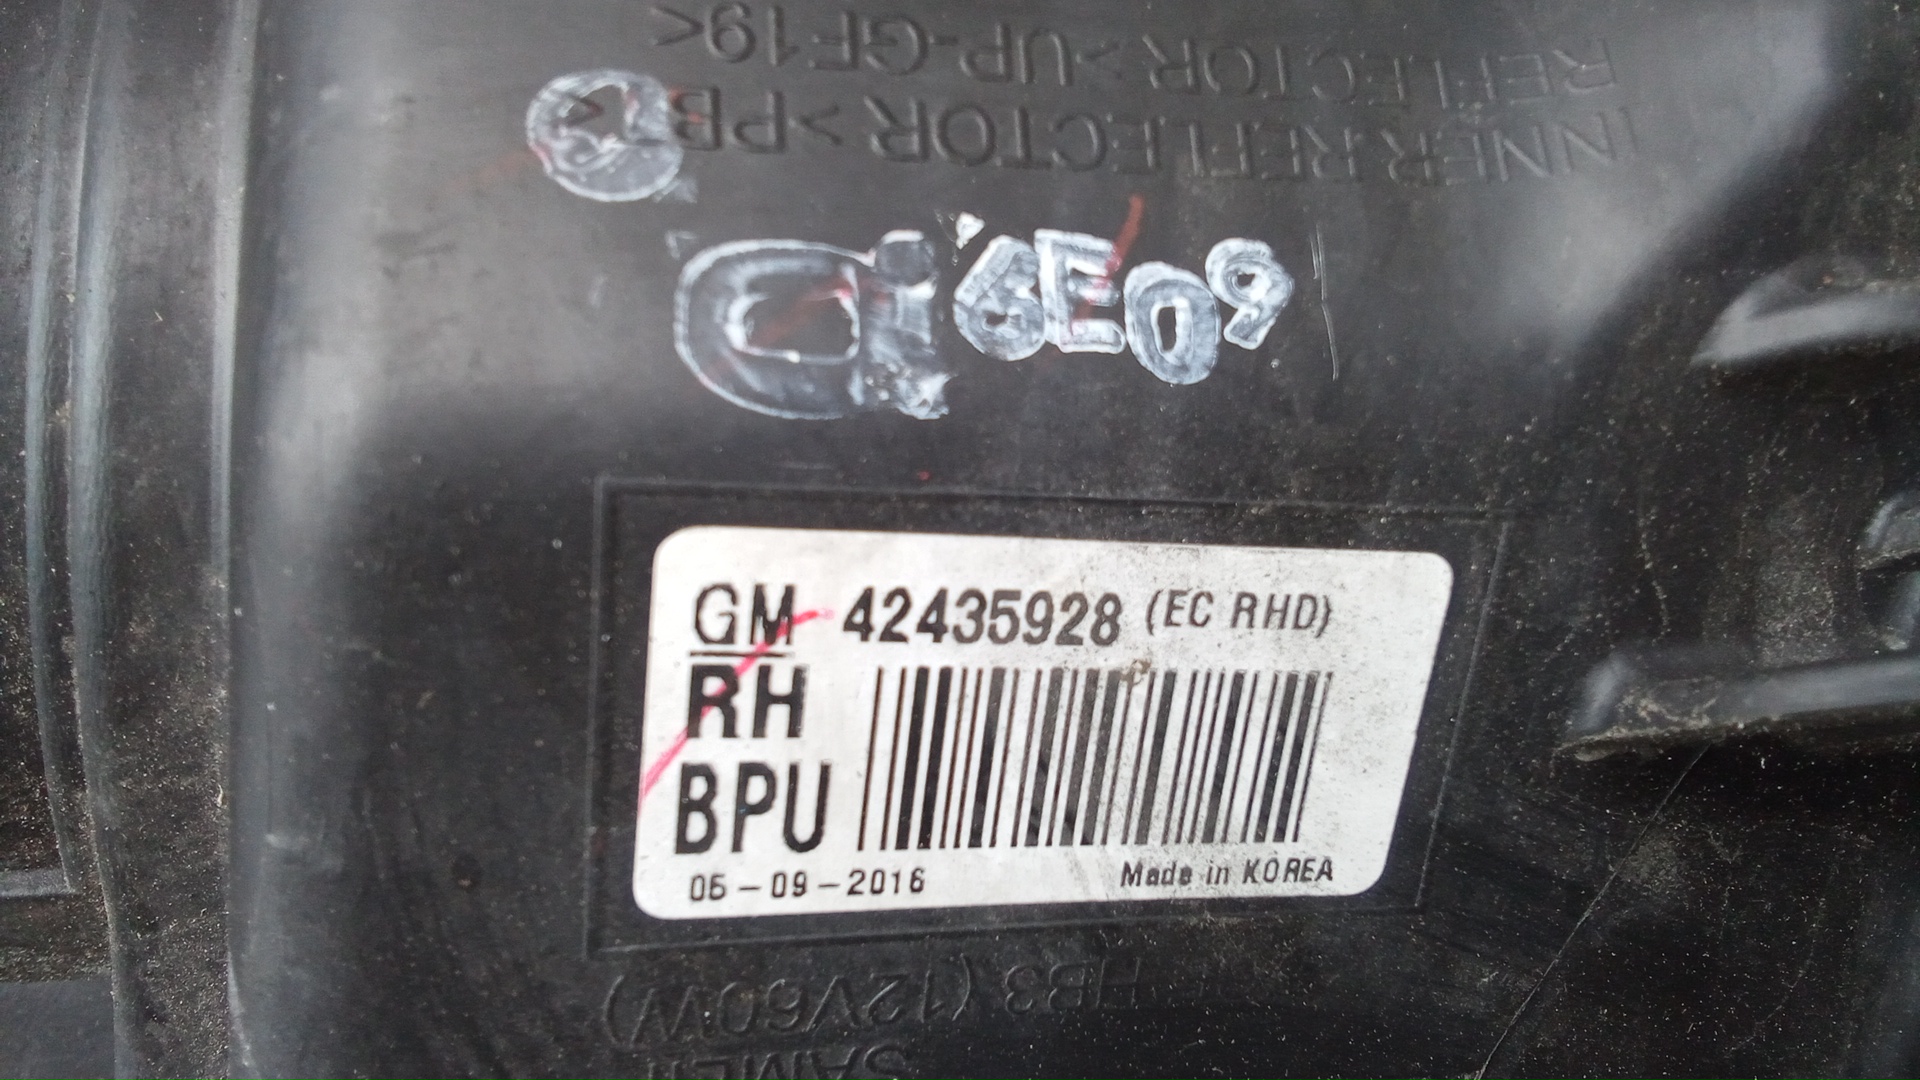 REFLECTOR >UP-GF19<
INNER REFLECTOR >PB<
6E09
GM 42435928 (EC RHD)
RH
BPU
05-09-2016
Made in KOREA
HB3 (12V60W)